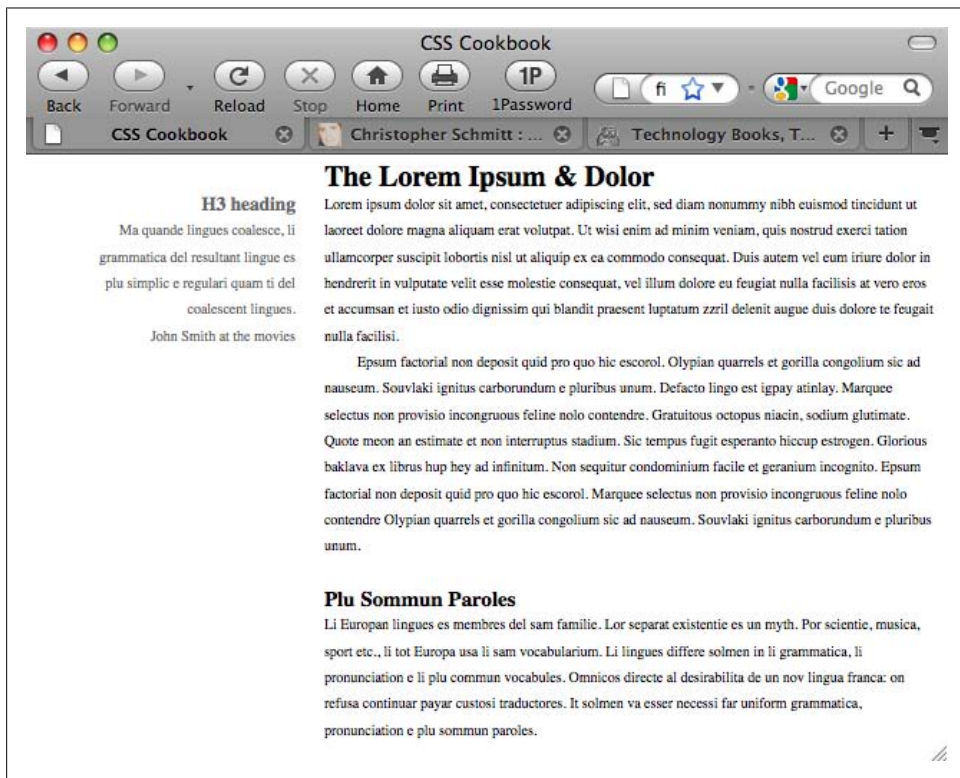 CSS Cookbook
Back Forward Reload Stop Home Print 1Password
1P
fi
Google
CSS Cookbook
Christopher Schmitt : ...
Technology Books, T...
H3 heading
Ma quande lingues coalesce, li
grammatica del resultant lingue es
plu simplic e regulari quam ti del
coalescent lingues.
John Smith at the movies
The Lorem Ipsum & Dolor
Lorem ipsum dolor sit amet, consectetuer adipiscing elit, sed diam nonummy nibh euismod tincidunt ut
laoreet dolore magna aliquam erat volutpat. Ut wisi enim ad minim veniam, quis nostrud exerci tation
ullamcorper suscipit lobortis nisl ut aliquip ex ea commodo consequat. Duis autem vel eum iriure dolor in
hendrerit in vulputate velit esse molestie consequat, vel illum dolore eu feugiat nulla facilisis at vero eros
et accumsan et iusto odio dignissim qui blandit praesent luptatum zzril delenit augue duis dolore te feugait
nulla facilisi.
Epsum factorial non deposit quid pro quo hic escorol. Olypian quarrels et gorilla congolium sic ad
nauseum. Souvlaki ignitus carborundum e pluribus unum. Defacto lingo est igpay atinlay. Marquee
selectus non provisio incongruous feline nolo contendre. Gratuitous octopus niacin, sodium glutimate.
Quote meon an estimate et non interruptus stadium. Sic tempus fugit esperanto hiccup estrogen. Glorious
baklava ex librus hup hey ad infinitum. Non sequitur condominium facile et geranium incognito. Epsum
factorial non deposit quid pro quo hic escorol. Marquee selectus non provisio incongruous feline nolo
contendre Olypian quarrels et gorilla congolium sic ad nauseum. Souvlaki ignitus carborundum e pluribus
unum.
Plu Sommun Paroles
Li Europan lingues es membres del sam familie. Lor separat existentie es un myth. Por scientie, musica,
sport etc., li tot Europa usa li sam vocabularium. Li lingues differe solmen in li grammatica, li
pronunciation e li plu commun vocabules. Omnicos directe al desirabilita de un nov lingua franca: on
refusa continuar payar custosi traductores. It solmen va esser necessi far uniform grammatica,
pronunciation e plu sommun paroles.